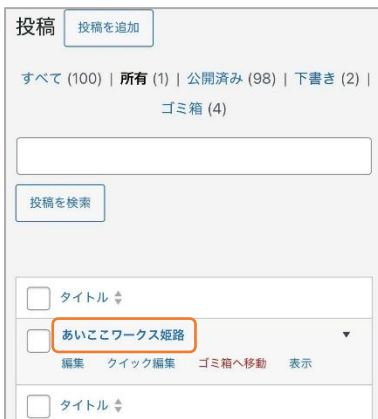 投稿 投稿を追加
すべて (100) | 所有 (1) | 公開済み (98) | 下書き (2) |
ゴミ箱 (4)
投稿を検索
タイトル
あいここワークス姫路
編集 クイック編集 ゴミ箱へ移動 表示
タイトル